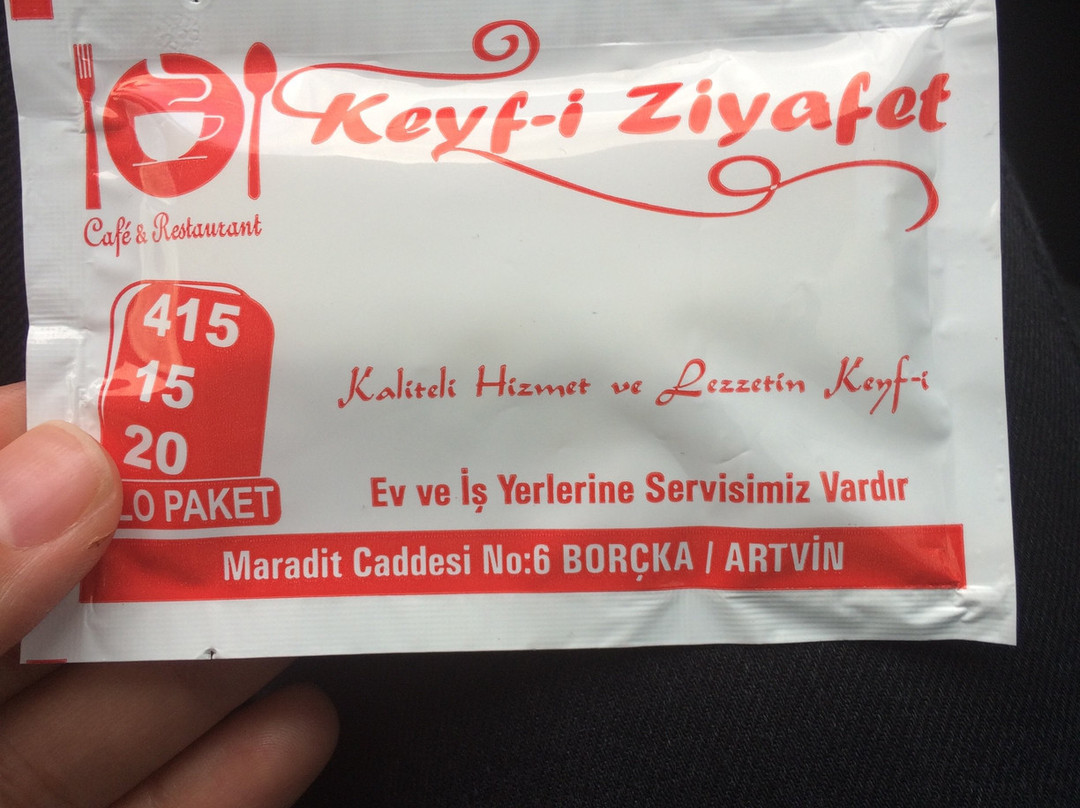 Keyf-i Ziyafet
Café & Restaurant
415
15
20
Kaliteli Hizmet ve Lezzetin Keyf-i
LO PAKET
Ev ve İş Yerlerine Servisimiz Vardır
Maradit Caddesi No:6 BORÇKA / ARTVİN